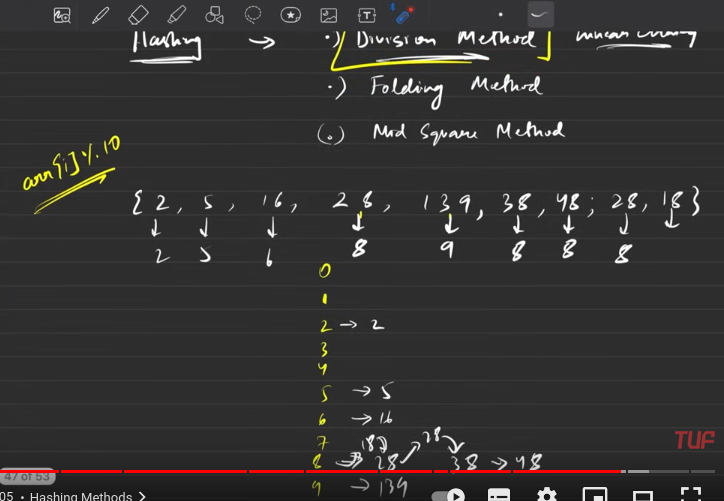 Hashing → .) Division Method
.) Folding Method
(.) Mid Square Method
arr[i] % 10
{ 2, 5, 16, 28, 139, 38, 48, 28, 18 }
2 5 6 8 9 8 8 8
0
1
2 → 2
3
4
5 → 5
6 → 16
7
8 → 18 → 28 → 28 → 38 → 48
9 → 139
TUF
47 of 53
05 • Hashing Methods >